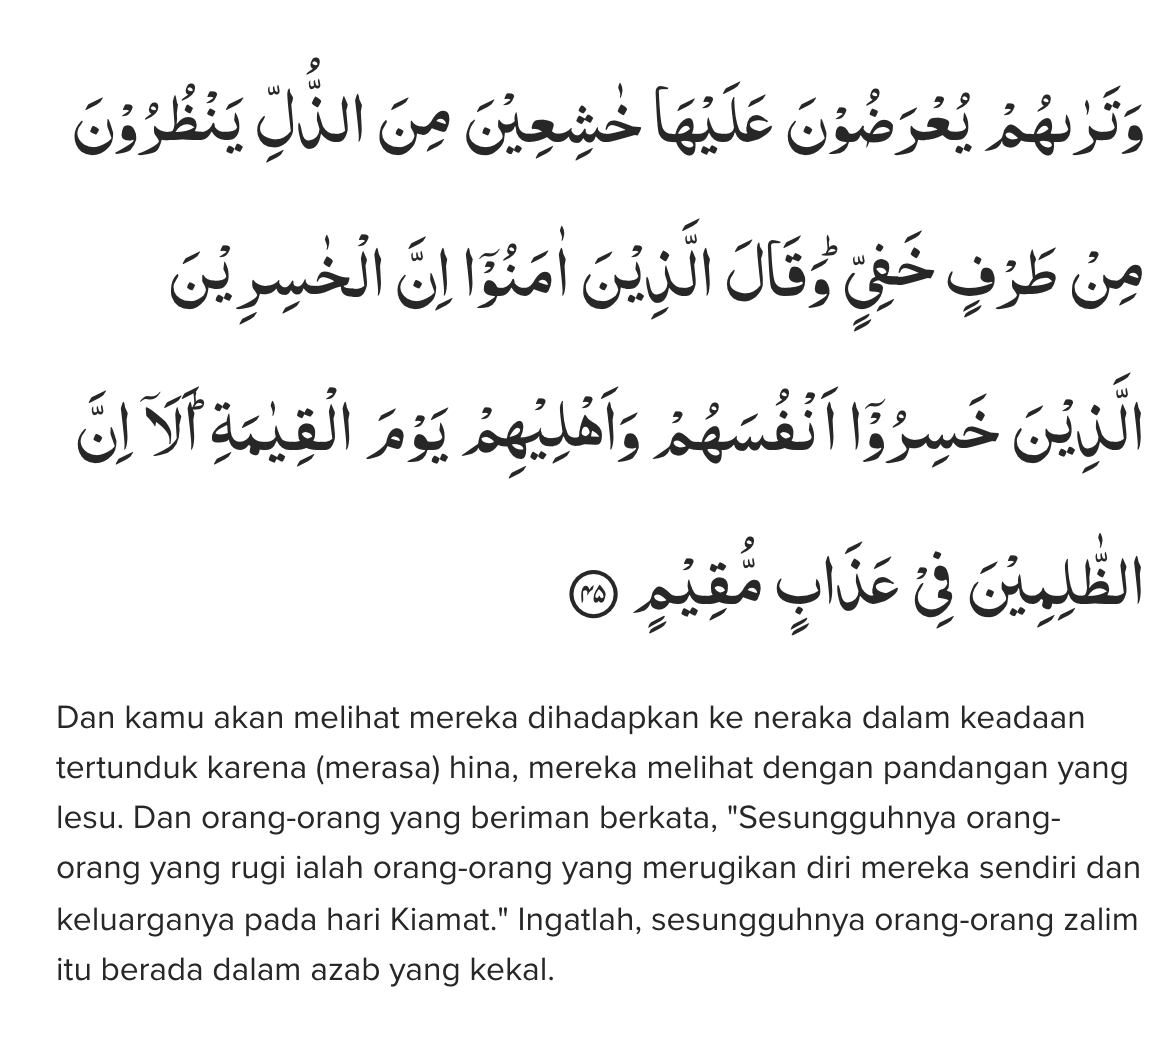 وَتَرٰىهُمْ يُعْرَضُوْنَ عَلَيْهَا خٰشِعِيْنَ مِنَ الذُّلِّ يَنْظُرُوْنَ
مِنْ طَرْفٍ خَفِيٍّۗ وَقَالَ الَّذِيْنَ اٰمَنُوْٓا اِنَّ الْخٰسِرِيْنَ
الَّذِيْنَ خَسِرُوْٓا اَنْفُسَهُمْ وَاَهْلِيْهِمْ يَوْمَ الْقِيٰمَةِۗ اَلَآ اِنَّ
الظّٰلِمِيْنَ فِيْ عَذَابٍ مُّقِيْمٍ ۴۵
Dan kamu akan melihat mereka dihadapkan ke neraka dalam keadaan
tertunduk karena (merasa) hina, mereka melihat dengan pandangan yang
lesu. Dan orang-orang yang beriman berkata, "Sesungguhnya orang-
orang yang rugi ialah orang-orang yang merugikan diri mereka sendiri dan
keluarganya pada hari Kiamat." Ingatlah, sesungguhnya orang-orang zalim
itu berada dalam azab yang kekal.